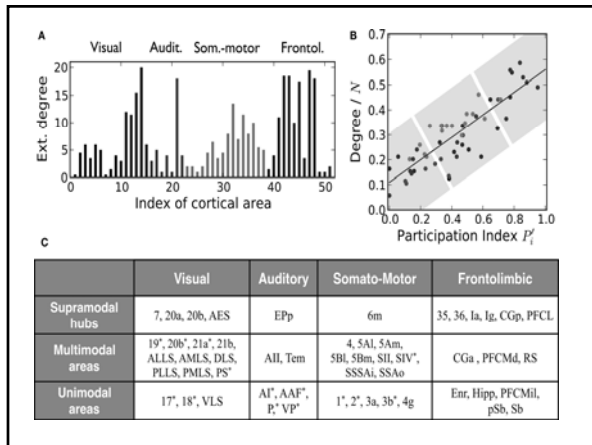 A
Visual Audit. Som.-motor Frontol.
Ext. degree
20
15
10
5
0
0 10 20 30 40 50
Index of cortical area
B
Degree / N
0.7
0.6
0.5
0.4
0.3
0.2
0.1
0.0
0.0 0.2 0.4 0.6 0.8 1.0
Participation Index P'i
C
Visual Auditory Somato-Motor Frontolimbic
Supramodal hubs
7, 20a, 20b, AES
EPp
6m
35, 36, Ia, Ig, CGp, PFCL
Multimodal areas
19*, 20b*, 21a*, 21b,
ALLS, AMLS, DLS,
PLLS, PMLS, PS*
AII, Tem
4, 5Al, 5Am,
5Bl, 5Bm, SII, SIV*,
SSSAi, SSAo
CGa , PFCMd, RS
Unimodal areas
17*, 18*, VLS
AI*, AAF*,
P,* VP*
1*, 2*, 3a, 3b*, 4g
Enr, Hipp, PFCMil,
pSb, Sb